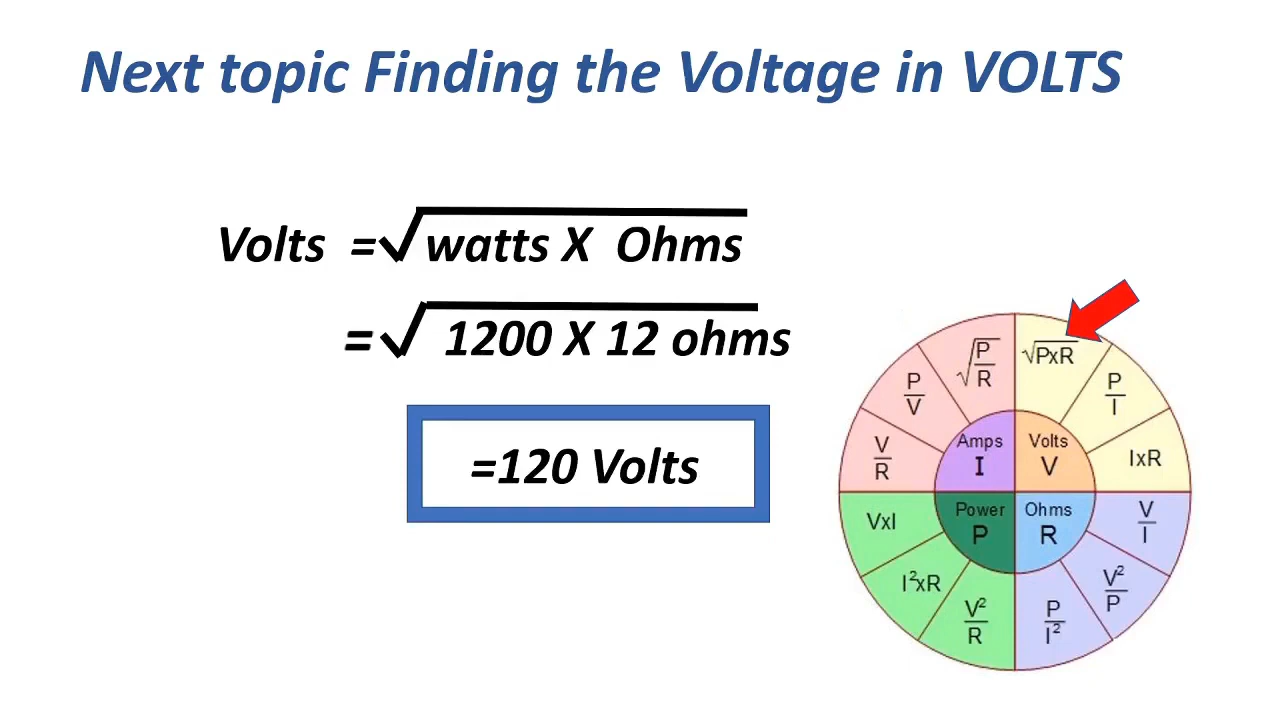 Next topic Finding the Voltage in VOLTS
Volts =√watts X Ohms
=√ 1200 X 12 ohms
=120 Volts
√P/R
√PxR
P/V
P/I
V/R
IxR
Amps
I
Volts
V
Power
P
Ohms
R
VxI
V/I
I²xR
V²/P
V²/R
P/I²